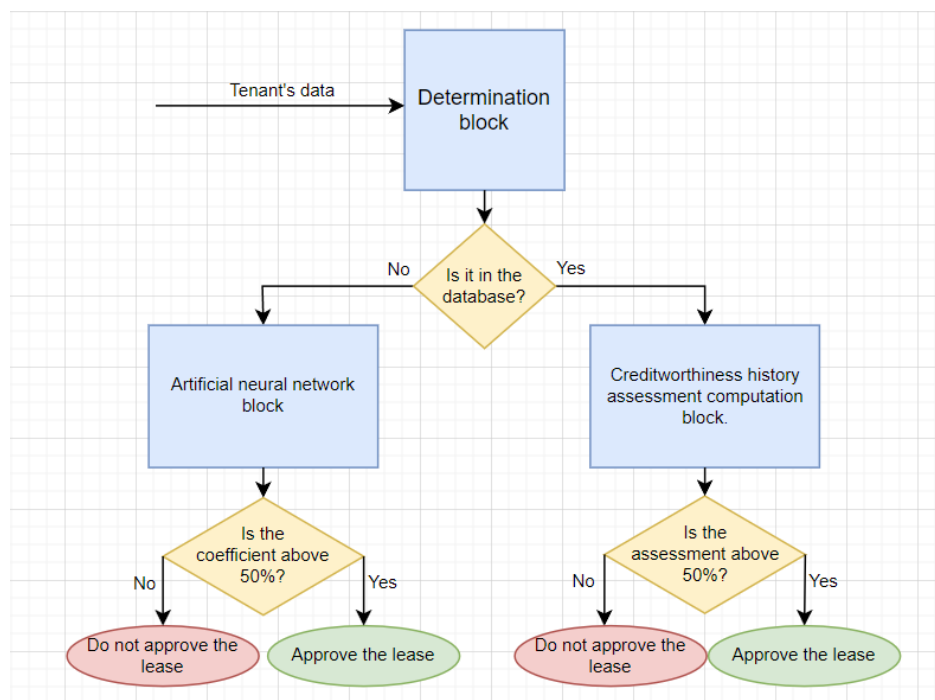 Tenant's data
Determination
block
Is it in the
database?
No
Yes
Artificial neural network
block
Creditworthiness history
assessment computation
block.
Is the
coefficient above
50%?
No
Yes
Is the
assessment above
50%?
No
Yes
Do not approve the
lease
Approve the lease
Do not approve the
lease
Approve the lease